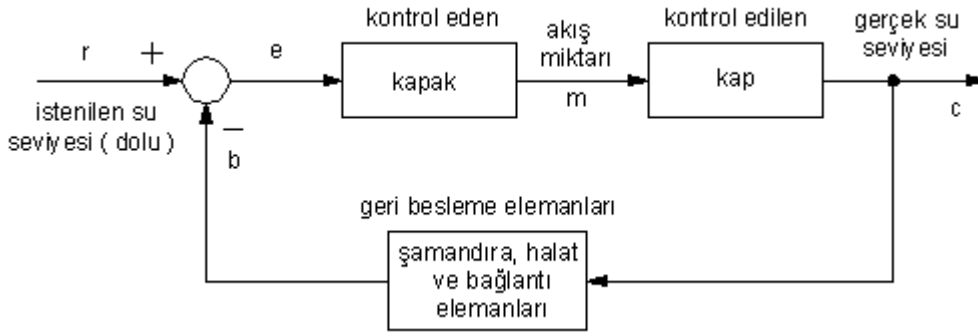 kontrol eden
kontrol edilen
gerçek su
seviyesi
akış
miktarı
r
+
e
kapak
m
kap
c
istenilen su
seviyesi ( dolu )
−
b
geri besleme elemanları
şamandıra, halat
ve bağlantı
elemanları